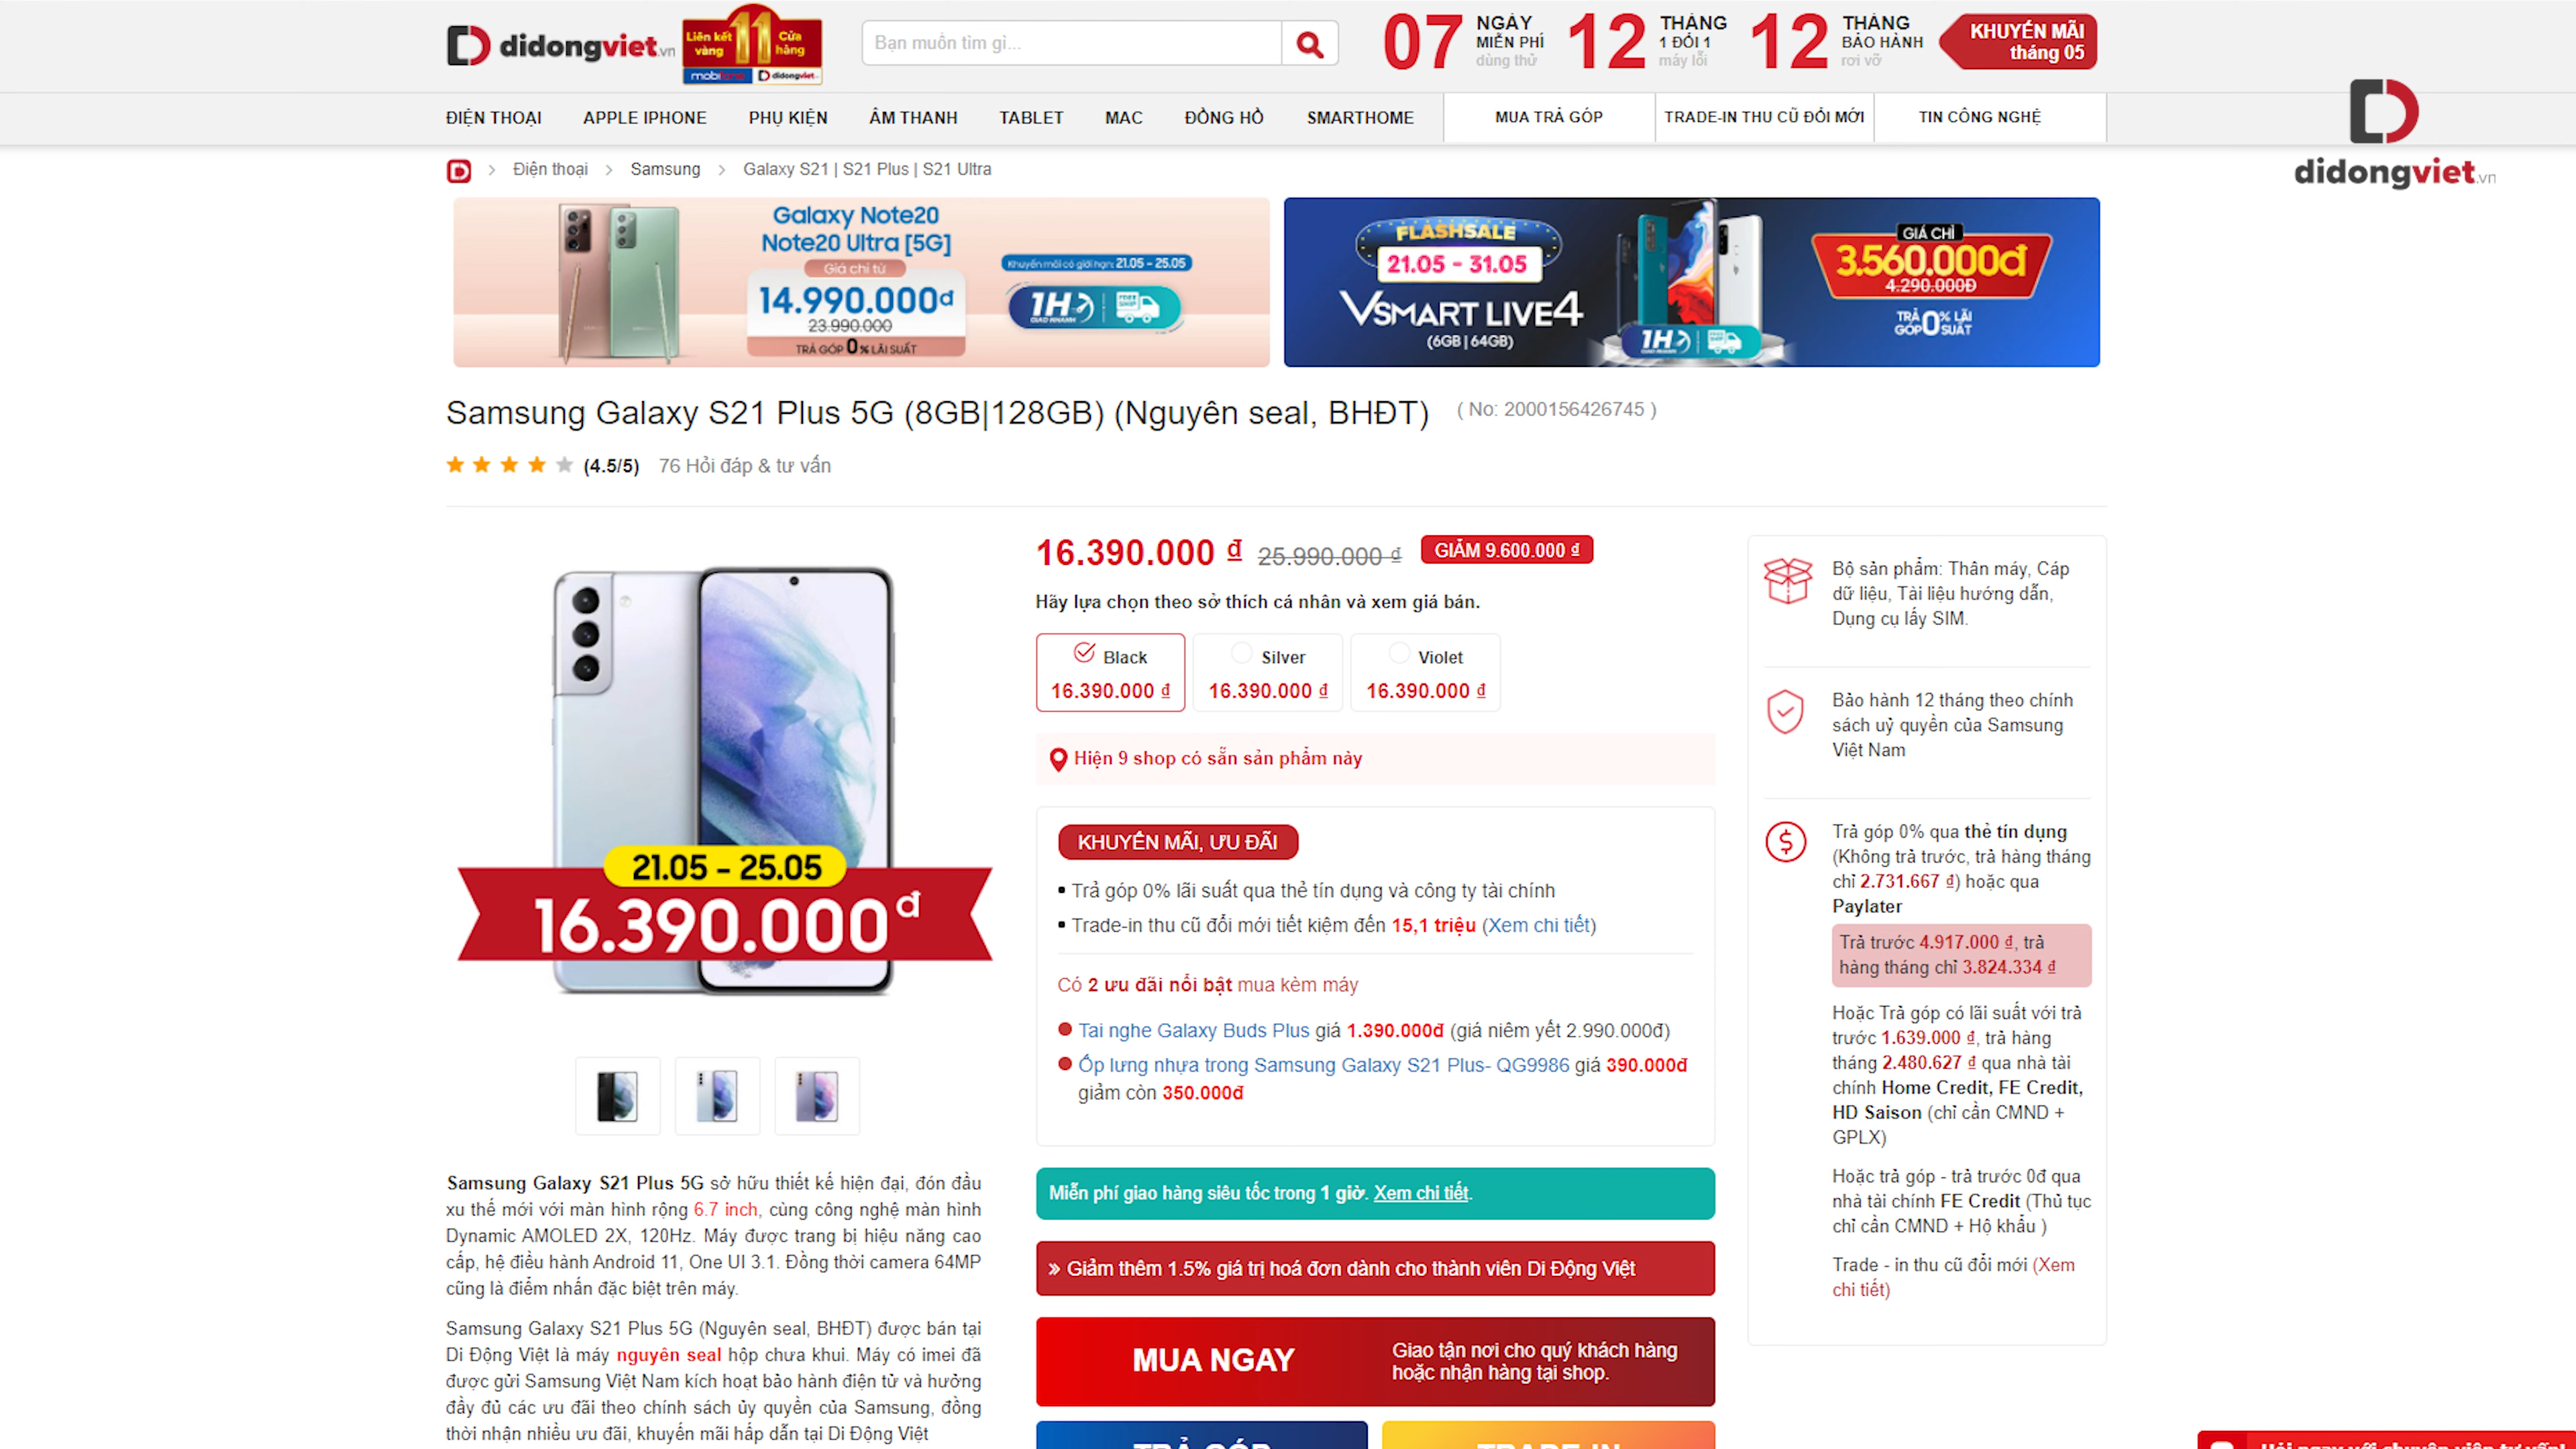 didongviet.vn
Liên kết vàng 11 Cửa hàng
mobifone didongviet
Bạn muốn tìm gì...
07 NGÀY MIỄN PHÍ dùng thử
12 THÁNG 1 ĐỔI 1 máy lỗi
12 THÁNG BẢO HÀNH rơi vỡ
KHUYẾN MÃI tháng 05
ĐIỆN THOẠI APPLE IPHONE PHỤ KIỆN ÂM THANH TABLET MAC ĐỒNG HỒ SMARTHOME MUA TRẢ GÓP TRADE-IN THU CŨ ĐỔI MỚI TIN CÔNG NGHỆ
didongviet.vn
Điện thoại > Samsung > Galaxy S21 | S21 Plus | S21 Ultra
Galaxy Note20
Note20 Ultra [5G]
Giá chỉ từ
14.990.000đ
23.990.000
TRẢ GÓP 0% LÃI SUẤT
Khuyến mãi có giới hạn: 21.05 - 25.05
1H GIAO NHANH FREE SHIP
FLASHSALE
21.05 - 31.05
VSMART LIVE4
(6GB | 64GB)
1H
GIÁ CHỈ
3.560.000đ
4.290.000Đ
TRẢ GÓP 0% LÃI SUẤT
Samsung Galaxy S21 Plus 5G (8GB|128GB) (Nguyên seal, BHĐT) ( No: 2000156426745 )
(4.5/5) 76 Hỏi đáp & tư vấn
21.05 - 25.05
16.390.000đ
Samsung Galaxy S21 Plus 5G sở hữu thiết kế hiện đại, đón đầu
xu thế mới với màn hình rộng 6.7 inch, cùng công nghệ màn hình
Dynamic AMOLED 2X, 120Hz. Máy được trang bị hiệu năng cao
cấp, hệ điều hành Android 11, One UI 3.1. Đồng thời camera 64MP
cũng là điểm nhấn đặc biệt trên máy.
Samsung Galaxy S21 Plus 5G (Nguyên seal, BHĐT) được bán tại
Di Động Việt là máy nguyên seal hộp chưa khui. Máy có imei đã
được gửi Samsung Việt Nam kích hoạt bảo hành điện tử và hưởng
đầy đủ các ưu đãi theo chính sách ủy quyền của Samsung, đồng
thời nhận nhiều ưu đãi, khuyến mãi hấp dẫn tại Di Động Việt
16.390.000 ₫ 25.990.000 ₫ GIẢM 9.600.000 ₫
Hãy lựa chọn theo sở thích cá nhân và xem giá bán.
Black Silver Violet
16.390.000 ₫ 16.390.000 ₫ 16.390.000 ₫
Hiện 9 shop có sẵn sản phẩm này
KHUYẾN MÃI, ƯU ĐÃI
▪ Trả góp 0% lãi suất qua thẻ tín dụng và công ty tài chính
▪ Trade-in thu cũ đổi mới tiết kiệm đến 15,1 triệu (Xem chi tiết)
Có 2 ưu đãi nổi bật mua kèm máy
● Tai nghe Galaxy Buds Plus giá 1.390.000đ (giá niêm yết 2.990.000đ)
● Ốp lưng nhựa trong Samsung Galaxy S21 Plus- QG9986 giá 390.000đ
giảm còn 350.000đ
Miễn phí giao hàng siêu tốc trong 1 giờ. Xem chi tiết.
» Giảm thêm 1.5% giá trị hoá đơn dành cho thành viên Di Động Việt
MUA NGAY
Giao tận nơi cho quý khách hàng
hoặc nhận hàng tại shop.
TRẢ GÓP TRADE-IN
Bộ sản phẩm: Thân máy, Cáp
dữ liệu, Tài liệu hướng dẫn,
Dụng cụ lấy SIM.
Bảo hành 12 tháng theo chính
sách uỷ quyền của Samsung
Việt Nam
Trả góp 0% qua thẻ tín dụng
(Không trả trước, trả hàng tháng
chỉ 2.731.667 ₫) hoặc qua
Paylater
Trả trước 4.917.000 ₫, trả
hàng tháng chỉ 3.824.334 ₫
Hoặc Trả góp có lãi suất với trả
trước 1.639.000 ₫, trả hàng
tháng 2.480.627 ₫ qua nhà tài
chính Home Credit, FE Credit,
HD Saison (chỉ cần CMND +
GPLX)
Hoặc trả góp - trả trước 0đ qua
nhà tài chính FE Credit (Thủ tục
chỉ cần CMND + Hộ khẩu )
Trade - in thu cũ đổi mới (Xem
chi tiết)
Hỏi ngay với chuyên viên tư vấn!